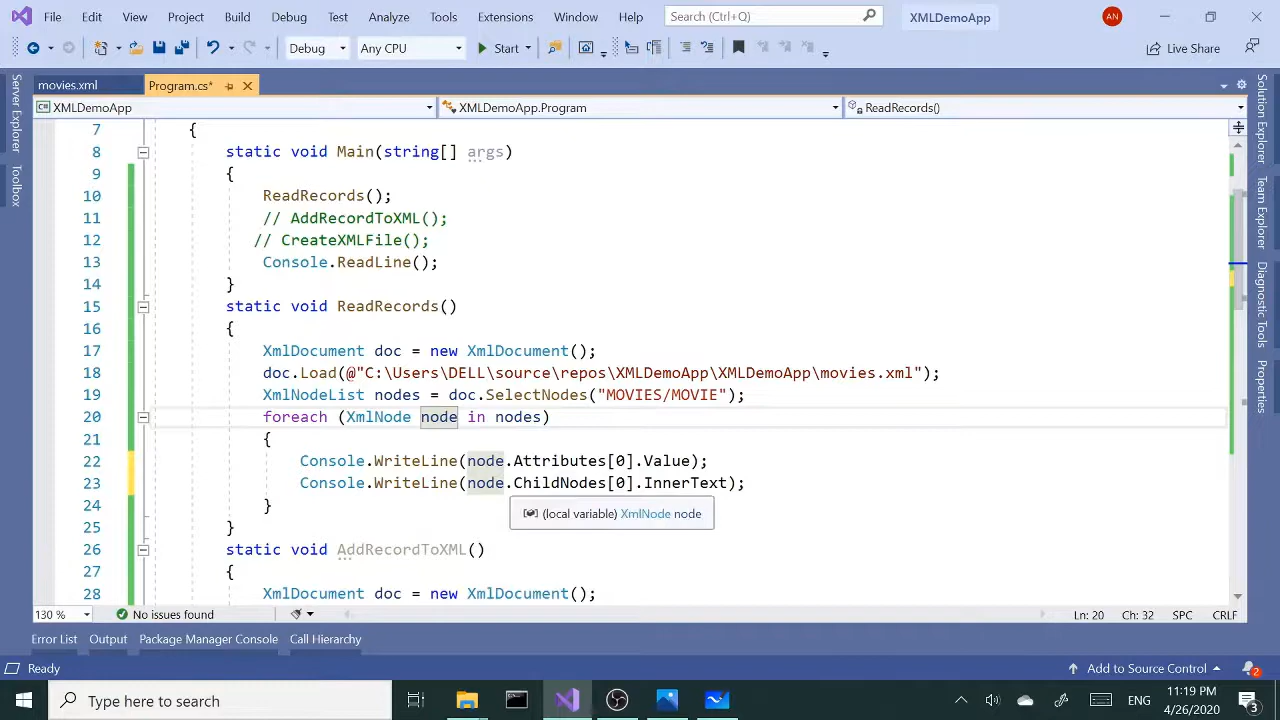 File Edit View Project Build Debug Test Analyze Tools Extensions Window Help Search (Ctrl+Q) XMLDemoApp AN
Debug Any CPU Start Live Share
movies.xml Program.cs*
XMLDemoApp XMLDemoApp.Program ReadRecords()
Server Explorer
Toolbox
7 {
8 static void Main(string[] args)
9 {
10 ReadRecords();
11 // AddRecordToXML();
12 // CreateXMLFile();
13 Console.ReadLine();
14 }
15 static void ReadRecords()
16 {
17 XmlDocument doc = new XmlDocument();
18 doc.Load(@"C:\Users\DELL\source\repos\XMLDemoApp\XMLDemoApp\movies.xml");
19 XmlNodeList nodes = doc.SelectNodes("MOVIES/MOVIE");
20 foreach (XmlNode node in nodes)
21 {
22 Console.WriteLine(node.Attributes[0].Value);
23 Console.WriteLine(node.ChildNodes[0].InnerText);
24 }
(local variable) XmlNode node
25 }
26 static void AddRecordToXML()
27 {
28 XmlDocument doc = new XmlDocument();
Solution Explorer
Team Explorer
Diagnostic Tools
Properties
130 % No issues found Ln: 20 Ch: 32 SPC CRLF
Error List Output Package Manager Console Call Hierarchy
Ready Add to Source Control 2
Type here to search ENG 11:19 PM 4/26/2020 3